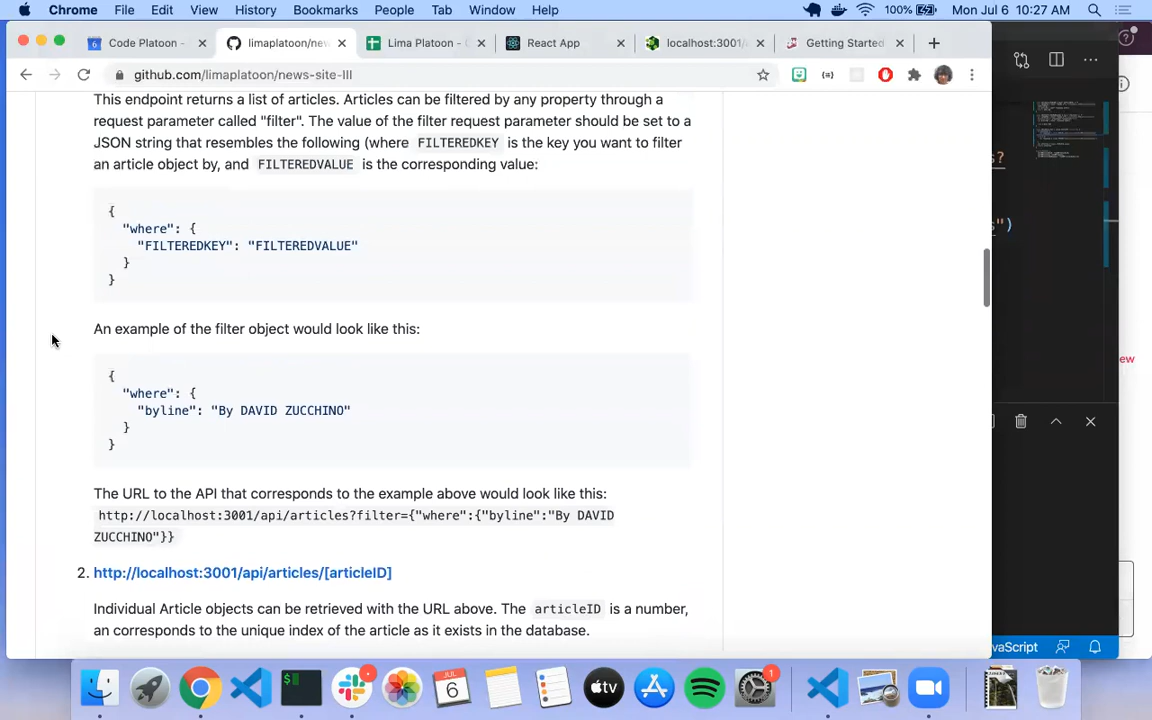 Chrome File Edit View History Bookmarks People Tab Window Help 100% Mon Jul 6 10:27 AM
Code Platoon - limaplatoon/new Lima Platoon - React App localhost:3001/ Getting Started
github.com/limaplatoon/news-site-III
This endpoint returns a list of articles. Articles can be filtered by any property through a
request parameter called "filter". The value of the filter request parameter should be set to a
JSON string that resembles the following (where FILTEREDKEY is the key you want to filter
an article object by, and FILTEREDVALUE is the corresponding value:
{
"where": {
"FILTEREDKEY": "FILTEREDVALUE"
}
}
An example of the filter object would look like this:
{
"where": {
"byline": "By DAVID ZUCCHINO"
}
}
The URL to the API that corresponds to the example above would look like this:
http://localhost:3001/api/articles?filter={"where":{"byline":"By DAVID
ZUCCHINO"}}
2. http://localhost:3001/api/articles/[articleID]
Individual Article objects can be retrieved with the URL above. The articleID is a number,
an corresponds to the unique index of the article as it exists in the database.
s?
s")
ew
vaScript
JUL
6
tv
1